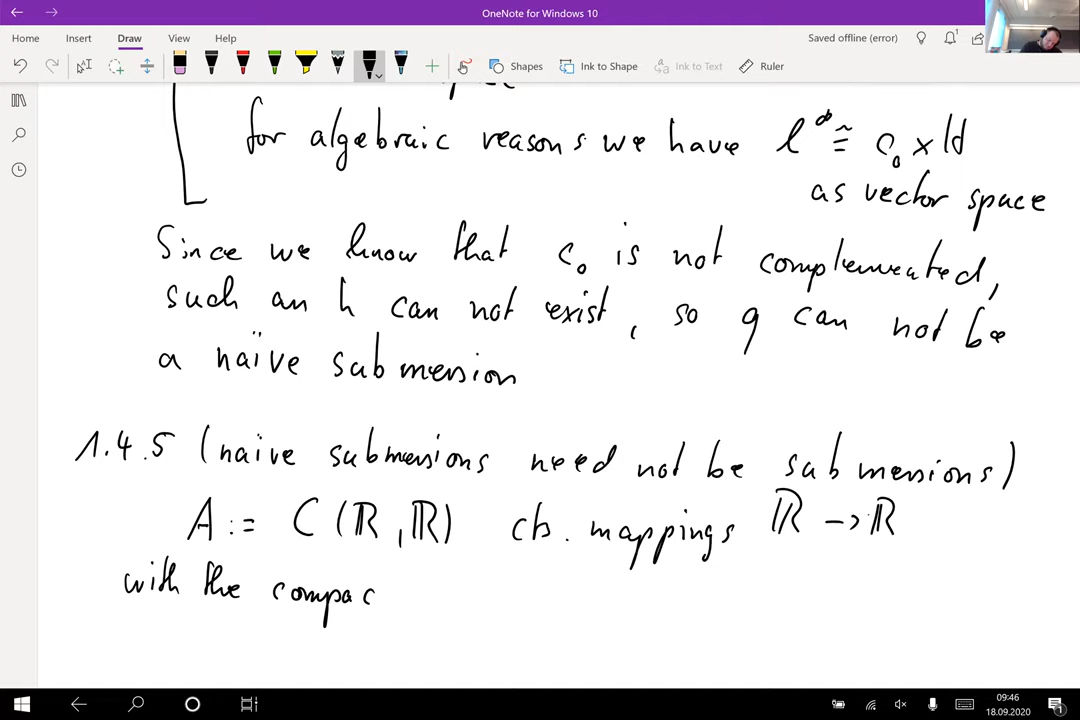 OneNote for Windows 10
Home Insert Draw View Help Saved offline (error)
Shapes Ink to Shape Ink to Text Ruler
for algebraic reasons we have l^∞ ≅ c₀ × ld
as vector space
Since we know that c₀ is not complemented,
such an h can not exist, so q can not be
a naïve submersion
1.4.5 (naive submersions need not be submersions)
A := C(ℝ,ℝ) cts. mappings ℝ → ℝ
with the compac
09:46
18.09.2020